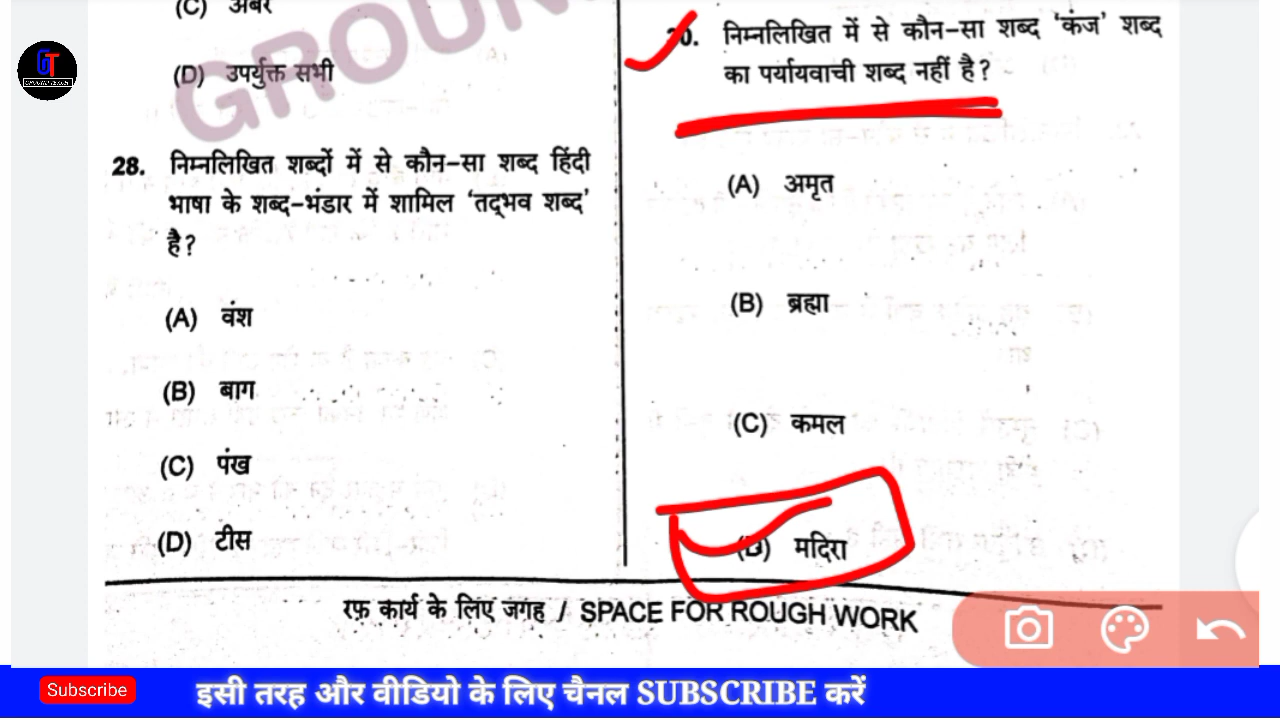 (C) अंबर
(D) उपर्युक्त सभी
28. निम्नलिखित शब्दों में से कौन-सा शब्द हिंदी
भाषा के शब्द-भंडार में शामिल 'तद्भव शब्द'
है?
(A) वंश
(B) बाग
(C) पंख
(D) टीस
निम्नलिखित में से कौन-सा शब्द 'कंज' शब्द
का पर्यायवाची शब्द नहीं है?
(A) अमृत
(B) ब्रह्मा
(C) कमल
(D) मदिरा
रफ़ कार्य के लिए जगह / SPACE FOR ROUGH WORK
GT
Subscribe
इसी तरह और वीडियो के लिए चैनल SUBSCRIBE करें